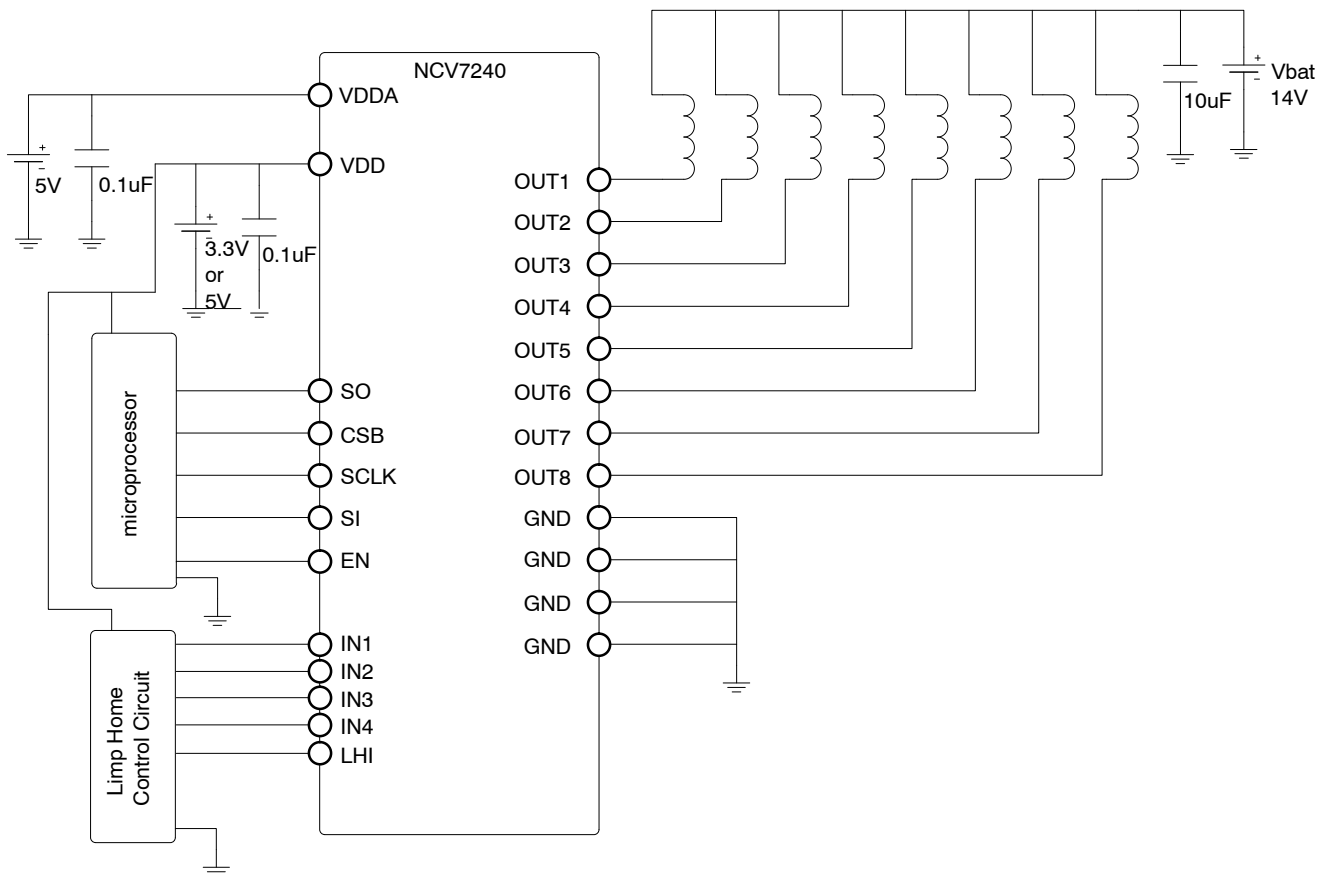 NCV7240
VDDA
VDD
5V
0.1uF
3.3V
or
5V
0.1uF
microprocessor
SO
CSB
SCLK
SI
EN
Limp Home
Control Circuit
IN1
IN2
IN3
IN4
LHI
OUT1
OUT2
OUT3
OUT4
OUT5
OUT6
OUT7
OUT8
GND
GND
GND
GND
10uF
+
-
Vbat
14V
+
-
+
-